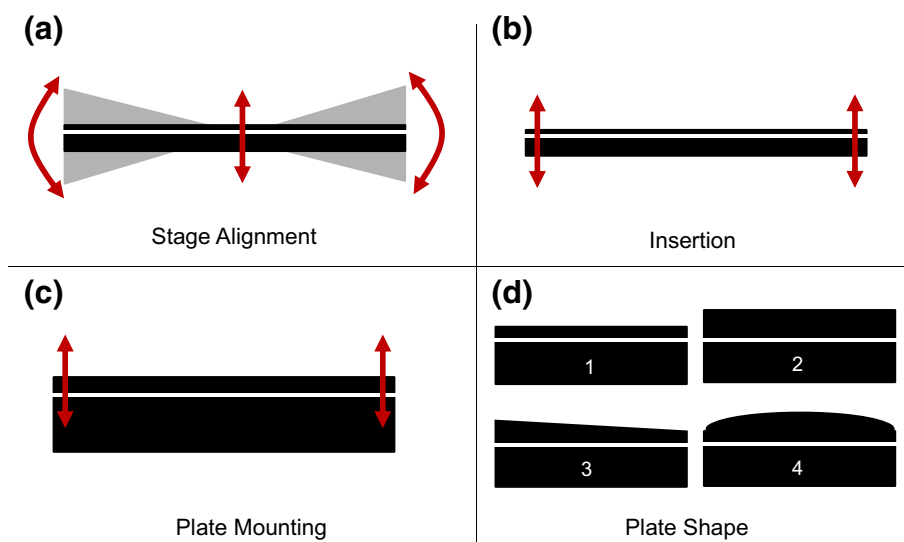 (a)
Stage Alignment
(b)
Insertion
(c)
Plate Mounting
(d)
1
2
3
4
Plate Shape